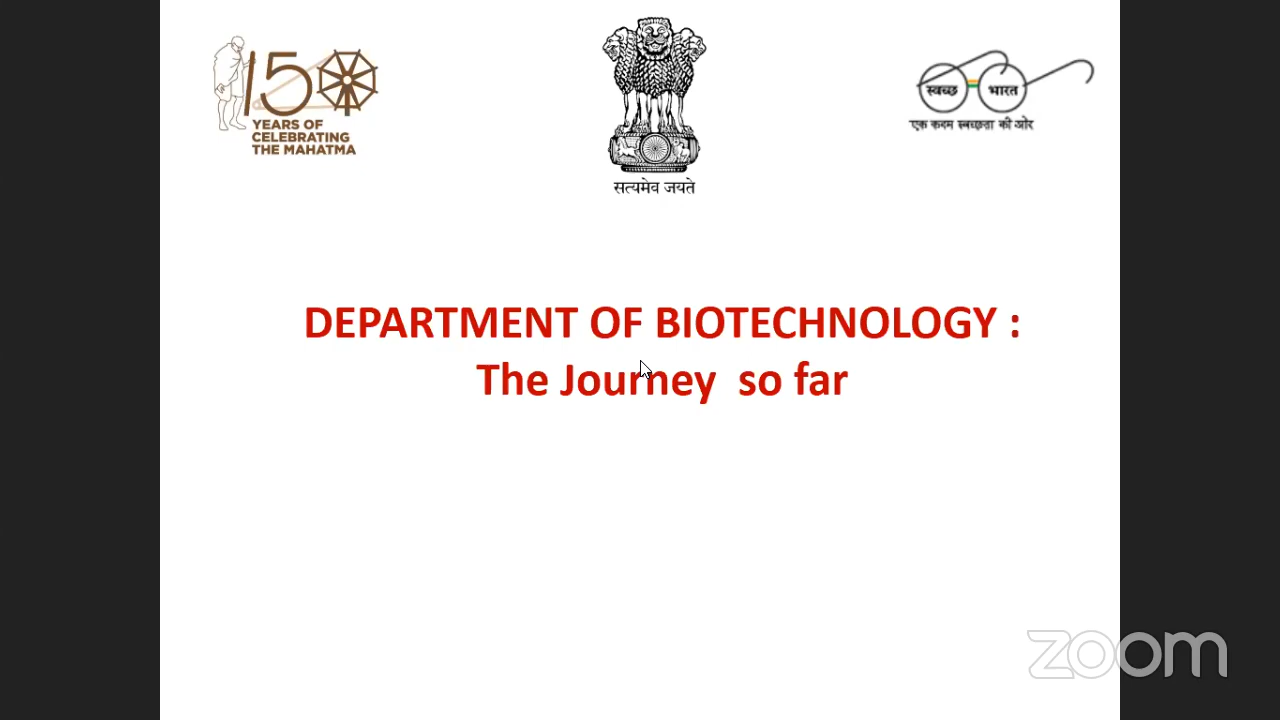 150
YEARS OF
CELEBRATING
THE MAHATMA
सत्यमेव जयते
स्वच्छ भारत
एक कदम स्वच्छता की ओर
DEPARTMENT OF BIOTECHNOLOGY :
The Journey so far
zoom